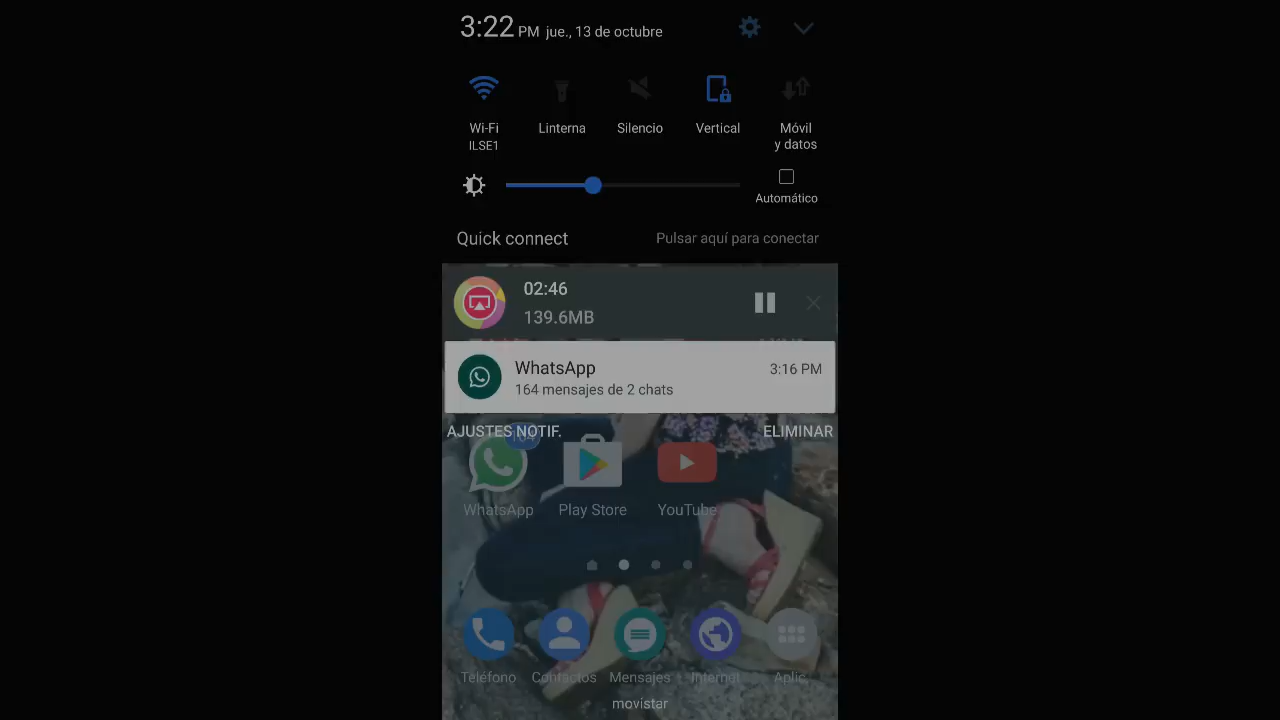 3:22 PM jue., 13 de octubre
Wi-Fi
ILSE1
Linterna
Silencio
Vertical
Móvil
y datos
Automático
Quick connect
Pulsar aquí para conectar
02:46
139.6MB
WhatsApp
3:16 PM
164 mensajes de 2 chats
AJUSTES NOTIF.
ELIMINAR
164
WhatsApp
Play Store
YouTube
Teléfono
Contactos
Mensajes
Internet
Aplic.
movistar